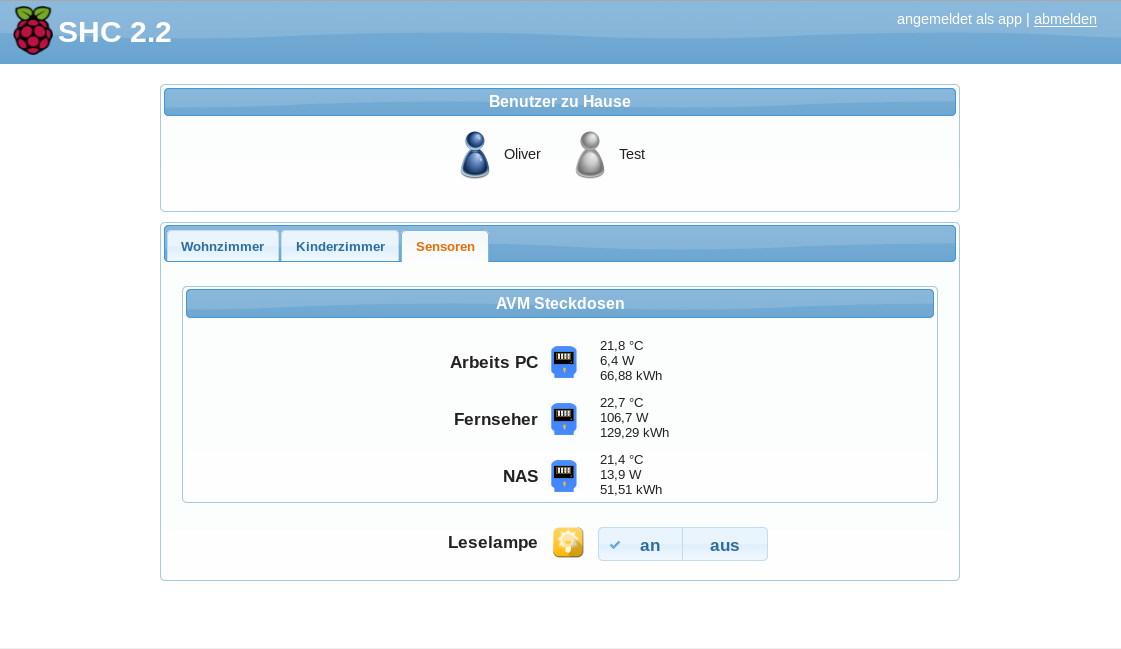 SHC 2.2
angemeldet als app | abmelden
Benutzer zu Hause
Oliver
Test
Wohnzimmer
Kinderzimmer
Sensoren
AVM Steckdosen
Arbeits PC
21,8 °C
6,4 W
66,88 kWh
Fernseher
22,7 °C
106,7 W
129,29 kWh
NAS
21,4 °C
13,9 W
51,51 kWh
Leselampe
an
aus